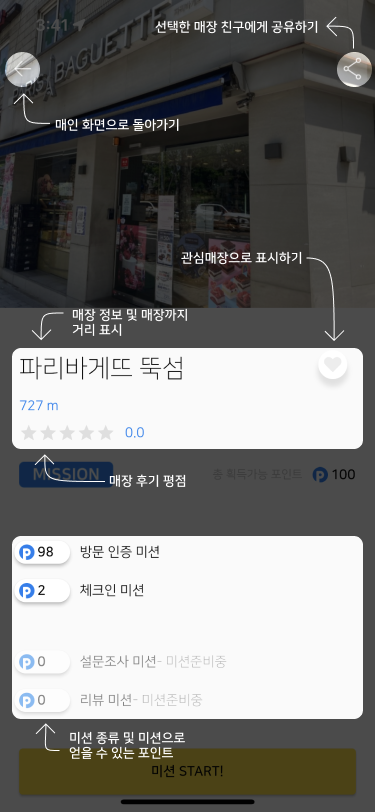 3:41
선택한 매장 친구에게 공유하기
BAGUETTE
매인 화면으로 돌아가기
관심매장으로 표시하기
매장 정보 및 매장까지
거리 표시
파리바게뜨 뚝섬
727 m
0.0
MISSION
총 획득가능 포인트 P 100
매장 후기 평점
P 98 방문 인증 미션
P 2 체크인 미션
P 0 설문조사 미션- 미션준비중
P 0 리뷰 미션- 미션준비중
미션 종류 및 미션으로
얻을 수 있는 포인트
미션 START!